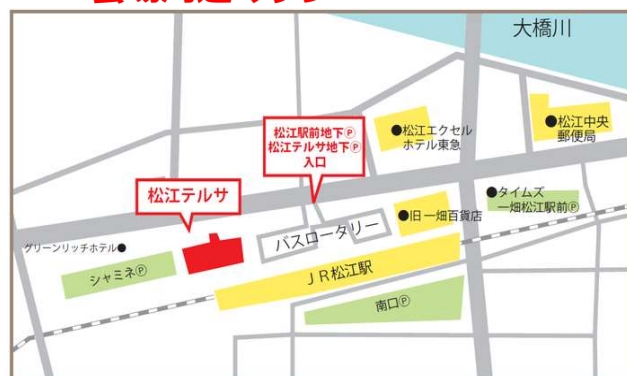 大橋川
松江駅前地下Ⓟ
松江テルサ地下Ⓟ
入口
●松江エクセル
ホテル東急
●松江中央
郵便局
松江テルサ
●タイムズ
一畑松江駅前Ⓟ
●旧一畑百貨店
バスロータリー
グリーンリッチホテル●
シャミネⓅ
ＪＲ松江駅
南口Ⓟ